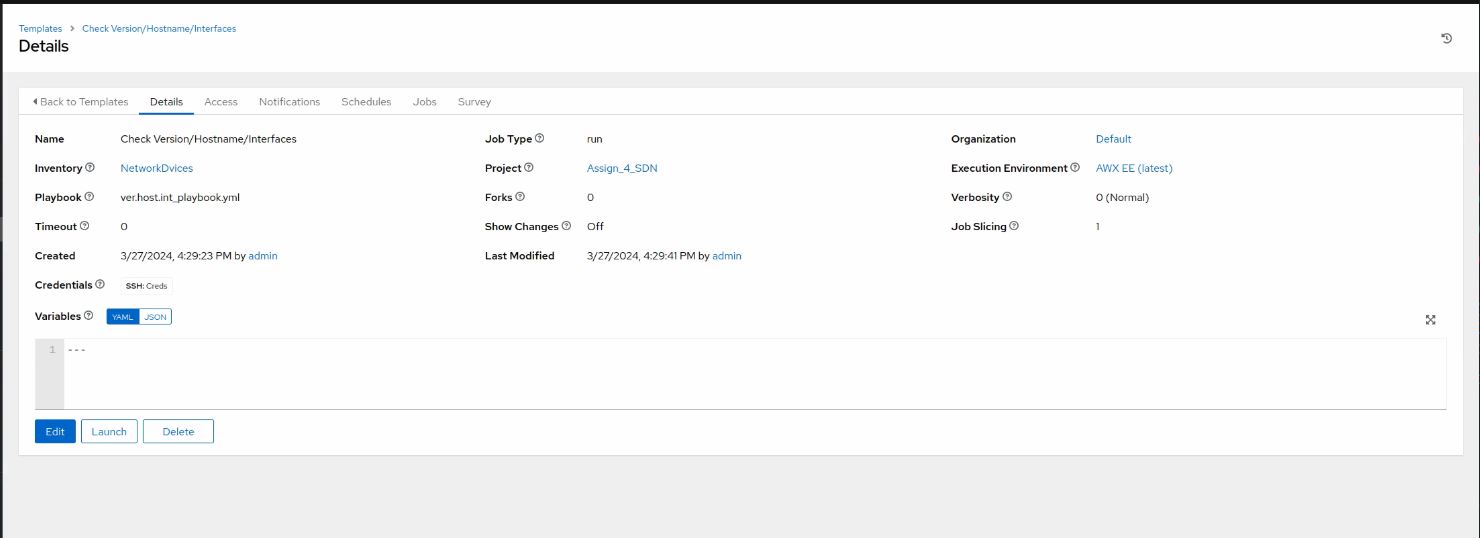 Templates > Check Version/Hostname/Interfaces
Details
Back to Templates Details Access Notifications Schedules Jobs Survey
Name Check Version/Hostname/Interfaces Job Type run Organization Default
Inventory NetworkDvices Project Assign_4_SDN Execution Environment AWX EE (latest)
Playbook ver.host.int_playbook.yml Forks 0 Verbosity 0 (Normal)
Timeout 0 Show Changes Off Job Slicing 1
Created 3/27/2024, 4:29:23 PM by admin Last Modified 3/27/2024, 4:29:41 PM by admin
Credentials SSH: Creds
Variables YAML JSON
1 ---
Edit Launch Delete